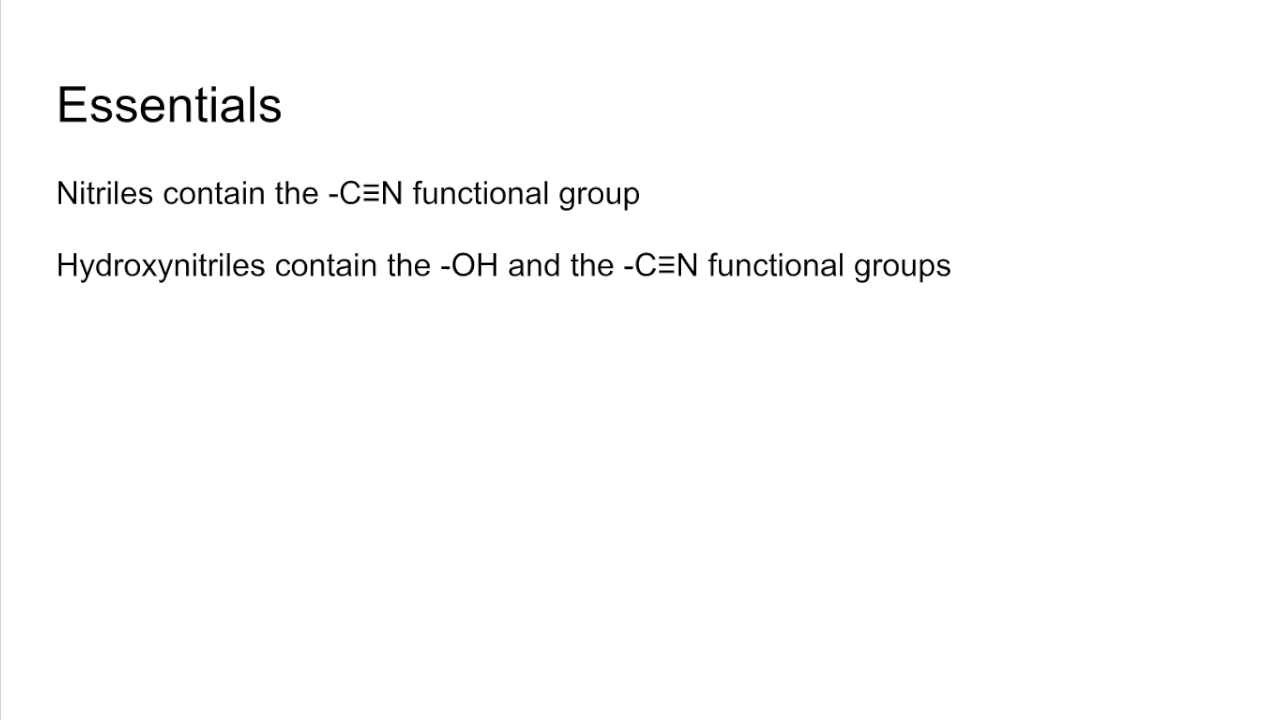 Essentials
Nitriles contain the -C≡N functional group
Hydroxynitriles contain the -OH and the -C≡N functional groups